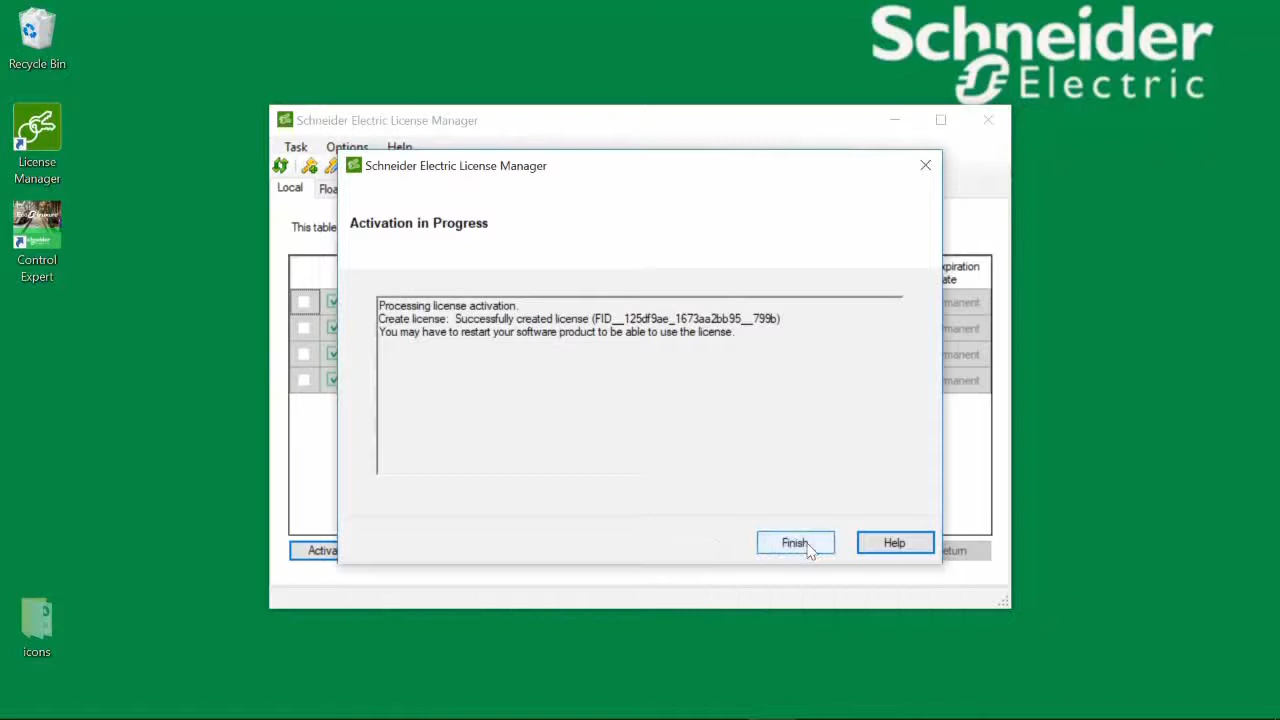 Schneider
Electric
Recycle Bin
License
Manager
Control
Expert
icons
Schneider Electric License Manager
Task Options Help
Local
This table
Schneider Electric License Manager
Activation in Progress
Processing license activation.
Create license: Successfully created license (FID__125df9ae_1673aa2bb95__799b)
You may have to restart your software product to be able to use the license.
Finish Help